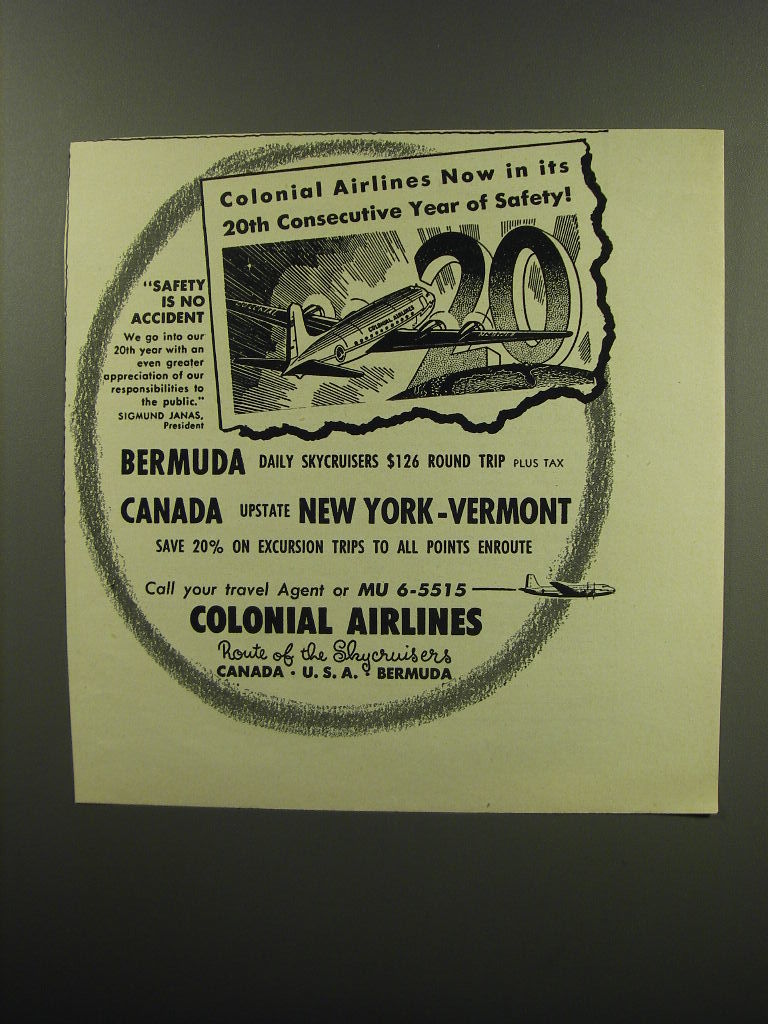 Colonial Airlines Now in its
20th Consecutive Year of Safety!
20
COLONIAL AIRLINES
"SAFETY
IS NO
ACCIDENT
We go into our
20th year with an
even greater
appreciation of our
responsibilities to
the public."
SIGMUND JANAS,
President
BERMUDA DAILY SKYCRUISERS $126 ROUND TRIP PLUS TAX
CANADA UPSTATE NEW YORK-VERMONT
SAVE 20% ON EXCURSION TRIPS TO ALL POINTS ENROUTE
Call your travel Agent or MU 6-5515
COLONIAL AIRLINES
Route of the Skycruisers
CANADA · U. S. A. · BERMUDA